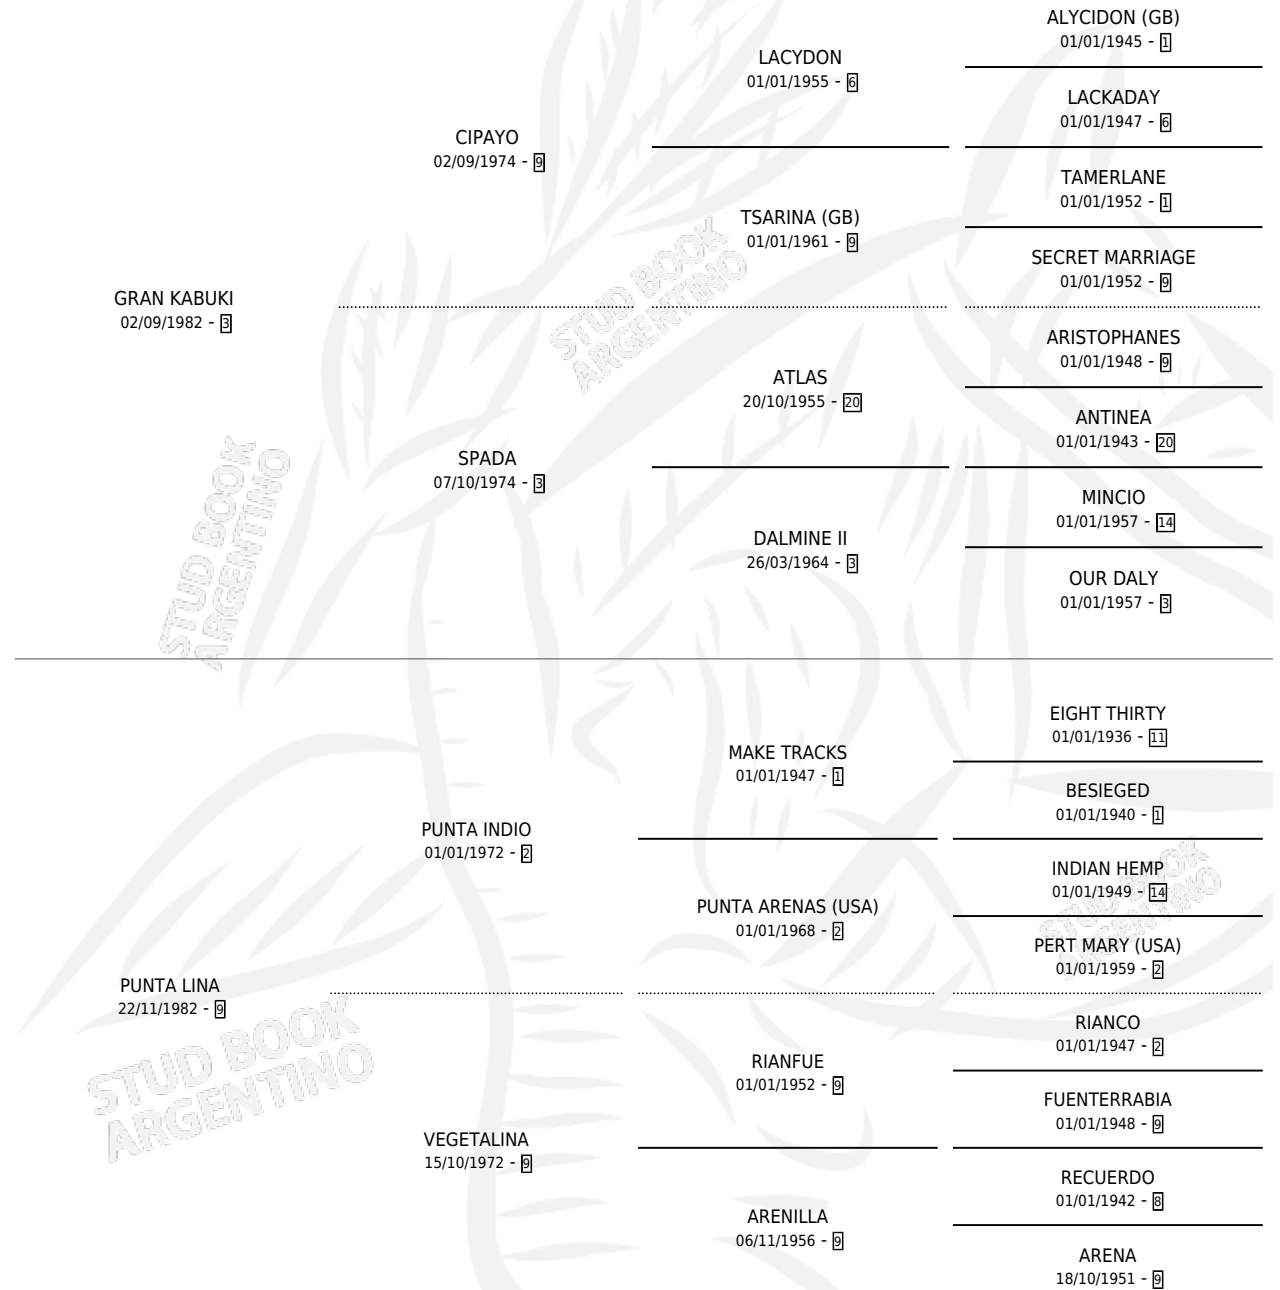 ALYCIDON (GB)
01/01/1945 - 1
LACYDON
01/01/1955 - 6
LACKADAY
01/01/1947 - 6
CIPAYO
02/09/1974 - 9
TAMERLANE
01/01/1952 - 1
TSARINA (GB)
01/01/1961 - 9
SECRET MARRIAGE
01/01/1952 - 9
STUD BOOK
ARGENTINO
GRAN KABUKI
02/09/1982 - 3
ARISTOPHANES
01/01/1948 - 9
ATLAS
20/10/1955 - 20
ANTINEA
01/01/1943 - 20
SPADA
07/10/1974 - 3
MINCIO
01/01/1957 - 14
DALMINE II
26/03/1964 - 3
OUR DALY
01/01/1957 - 3
STUD BOOK
ARGENTINO
EIGHT THIRTY
01/01/1936 - 11
MAKE TRACKS
01/01/1947 - 1
BESIEGED
01/01/1940 - 1
PUNTA INDIO
01/01/1972 - 2
INDIAN HEMP
01/01/1949 - 14
PUNTA ARENAS (USA)
01/01/1968 - 2
PERT MARY (USA)
01/01/1959 - 2
STUD BOOK
ARGENTINO
PUNTA LINA
22/11/1982 - 9
RIANCO
01/01/1947 - 2
RIANFUE
01/01/1952 - 9
FUENTERRABIA
01/01/1948 - 9
STUD BOOK
ARGENTINO
VEGETALINA
15/10/1972 - 9
RECUERDO
01/01/1942 - 8
ARENILLA
06/11/1956 - 9
ARENA
18/10/1951 - 9